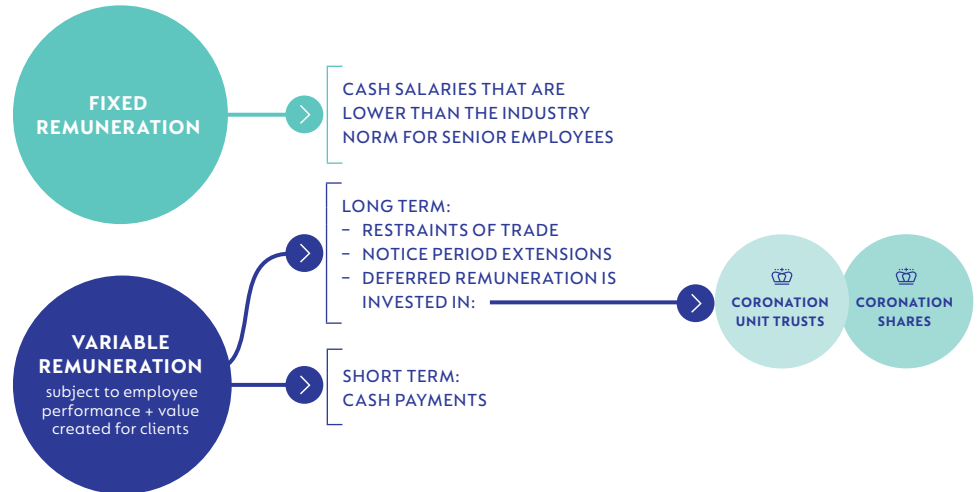 FIXED
REMUNERATION
CASH SALARIES THAT ARE
LOWER THAN THE INDUSTRY
NORM FOR SENIOR EMPLOYEES
VARIABLE
REMUNERATION
subject to employee
performance + value
created for clients
LONG TERM:
– RESTRAINTS OF TRADE
– NOTICE PERIOD EXTENSIONS
– DEFERRED REMUNERATION IS
INVESTED IN:
CORONATION
UNIT TRUSTS
CORONATION
SHARES
SHORT TERM:
CASH PAYMENTS